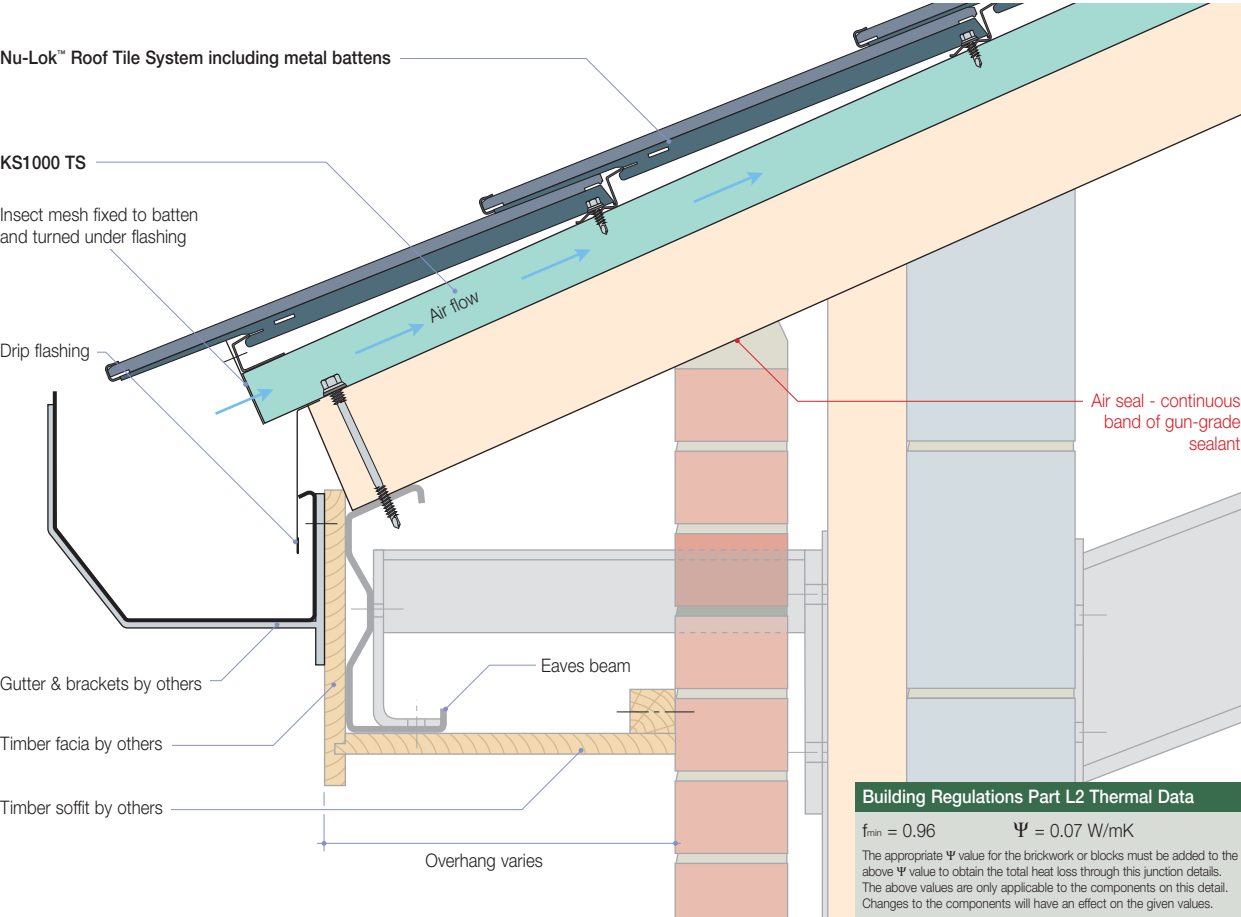 Nu-Lok™ Roof Tile System including metal battens
KS1000 TS
Insect mesh fixed to batten
and turned under flashing
Air flow
Drip flashing
Air seal - continuous
band of gun-grade
sealant
Eaves beam
Gutter & brackets by others
Timber facia by others
Timber soffit by others
Overhang varies
Building Regulations Part L2 Thermal Data
fmin = 0.96 Ψ = 0.07 W/mK
The appropriate Ψ value for the brickwork or blocks must be added to the
above Ψ value to obtain the total heat loss through this junction details.
The above values are only applicable to the components on this detail.
Changes to the components will have an effect on the given values.